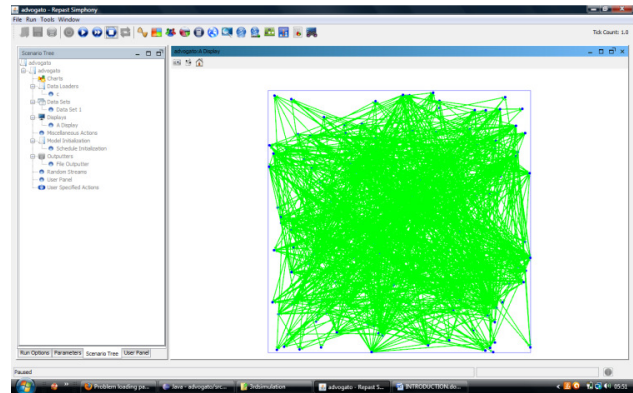 advogato - Repast Simphony
File Run Tools Window
Tick Count: 1.0
Scenario Tree
advogato
advogato
Charts
Data Loaders
Data Sets
Data Set 1
Displays
A Display
Miscellaneous Actions
Model Initialization
Schedule Initialization
Outputters
File Outputter
Random Streams
User Panel
User Specified Actions
advogato:A Display
Run Options Parameters Scenario Tree User Panel
Paused
Problem loading pa... Java - advogato/src... 3rdsimulation advogato - Repast S... INTRODUCTION.do... 05:51